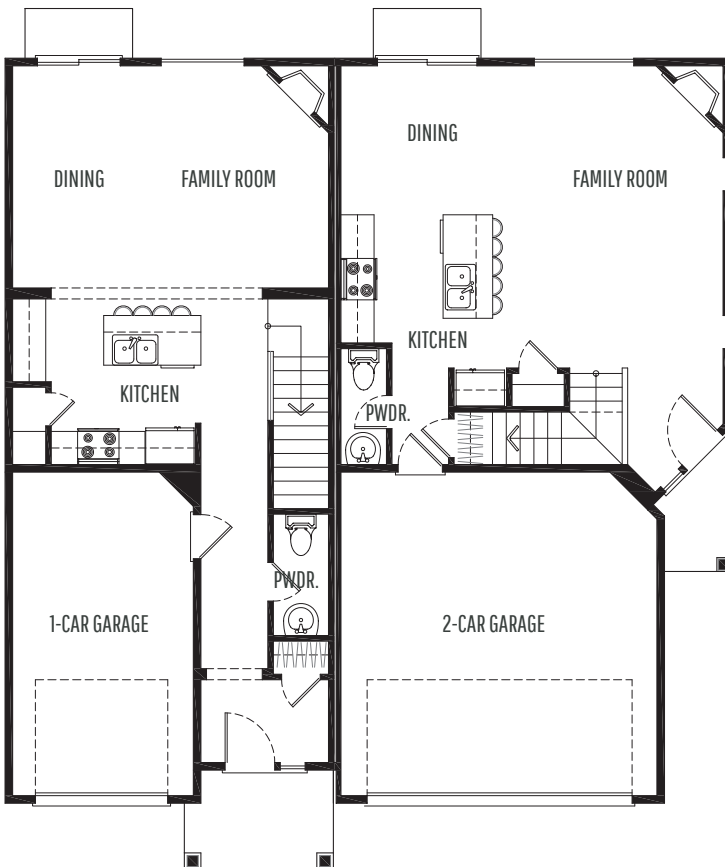 DINING
FAMILY ROOM
KITCHEN
1-CAR GARAGE
PWDR.
DINING
FAMILY ROOM
KITCHEN
PWDR.
2-CAR GARAGE